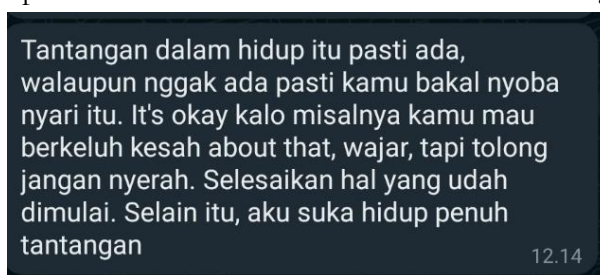 Tantangan dalam hidup itu pasti ada,
walaupun nggak ada pasti kamu bakal nyoba
nyari itu. It's okay kalo misalnya kamu mau
berkeluh kesah about that, wajar, tapi tolong
jangan nyerah. Selesaikan hal yang udah
dimulai. Selain itu, aku suka hidup penuh
tantangan
12.14